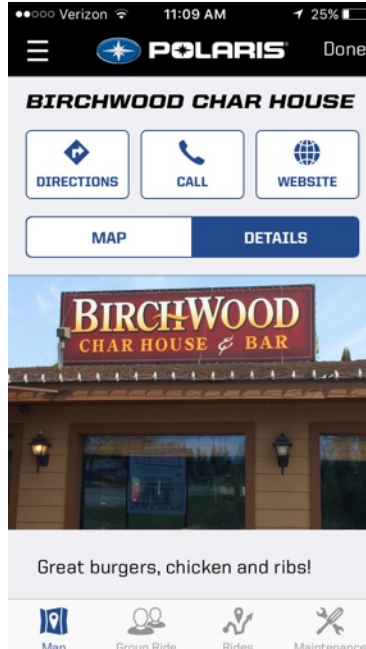 Verizon 11:09 AM 25%
POLARIS Done
BIRCHWOOD CHAR HOUSE
DIRECTIONS CALL WEBSITE
MAP DETAILS
BIRCHWOOD
CHAR HOUSE & BAR
Great burgers, chicken and ribs!
Map Group Ride Rides Maintenance